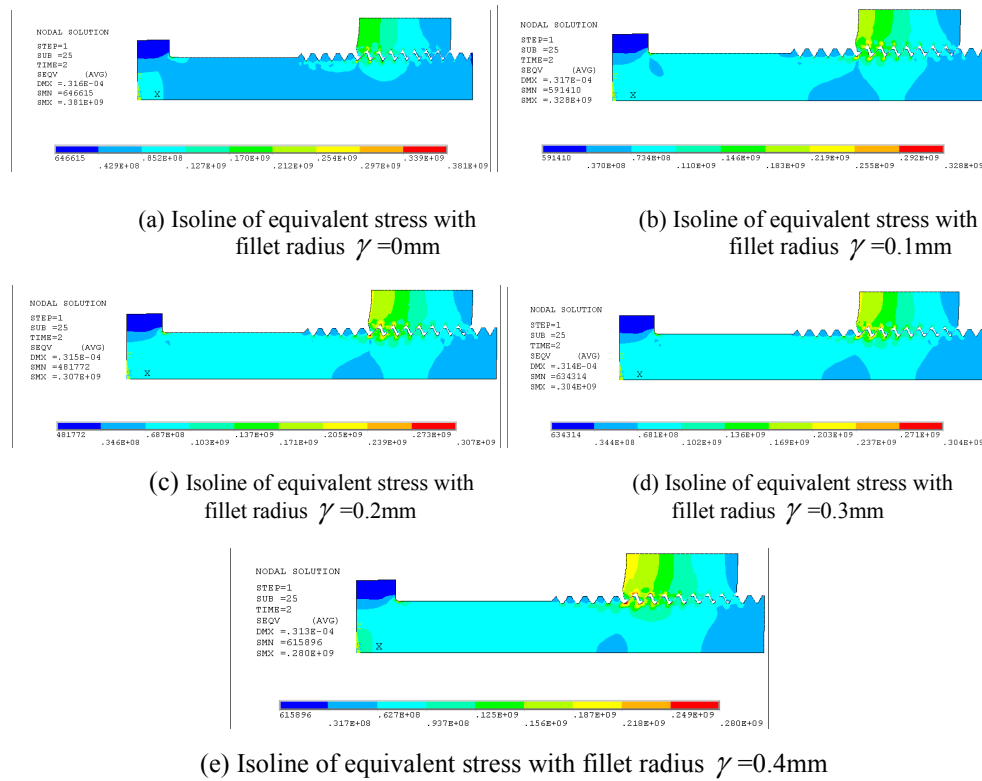 NODAL SOLUTION
STEP=1
SUB =25
TIME=2
SEQV (AVG)
DMX =.316E-04
SMN =646615
SMX =.381E+09
X
646615 .852E+08 .170E+09 .254E+09 .339E+09
.429E+08 .127E+09 .212E+09 .297E+09 .381E+09
(a) Isoline of equivalent stress with
fillet radius γ =0mm
NODAL SOLUTION
STEP=1
SUB =25
TIME=2
SEQV (AVG)
DMX =.317E-04
SMN =591410
SMX =.328E+09
X
591410 .734E+08 .146E+09 .219E+09 .292E+09
.370E+08 .110E+09 .183E+09 .255E+09 .328E+09
(b) Isoline of equivalent stress with
fillet radius γ =0.1mm
NODAL SOLUTION
STEP=1
SUB =25
TIME=2
SEQV (AVG)
DMX =.315E-04
SMN =481772
SMX =.307E+09
X
481772 .687E+08 .137E+09 .205E+09 .273E+09
.346E+08 .103E+09 .171E+09 .239E+09 .307E+09
(c) Isoline of equivalent stress with
fillet radius γ =0.2mm
NODAL SOLUTION
STEP=1
SUB =25
TIME=2
SEQV (AVG)
DMX =.314E-04
SMN =634314
SMX =.304E+09
X
634314 .681E+08 .136E+09 .203E+09 .271E+09
.344E+08 .102E+09 .169E+09 .237E+09 .304E+09
(d) Isoline of equivalent stress with
fillet radius γ =0.3mm
NODAL SOLUTION
STEP=1
SUB =25
TIME=2
SEQV (AVG)
DMX =.313E-04
SMN =615896
SMX =.280E+09
X
615896 .627E+08 .125E+09 .187E+09 .249E+09
.317E+08 .937E+08 .156E+09 .218E+09 .280E+09
(e) Isoline of equivalent stress with fillet radius γ =0.4mm